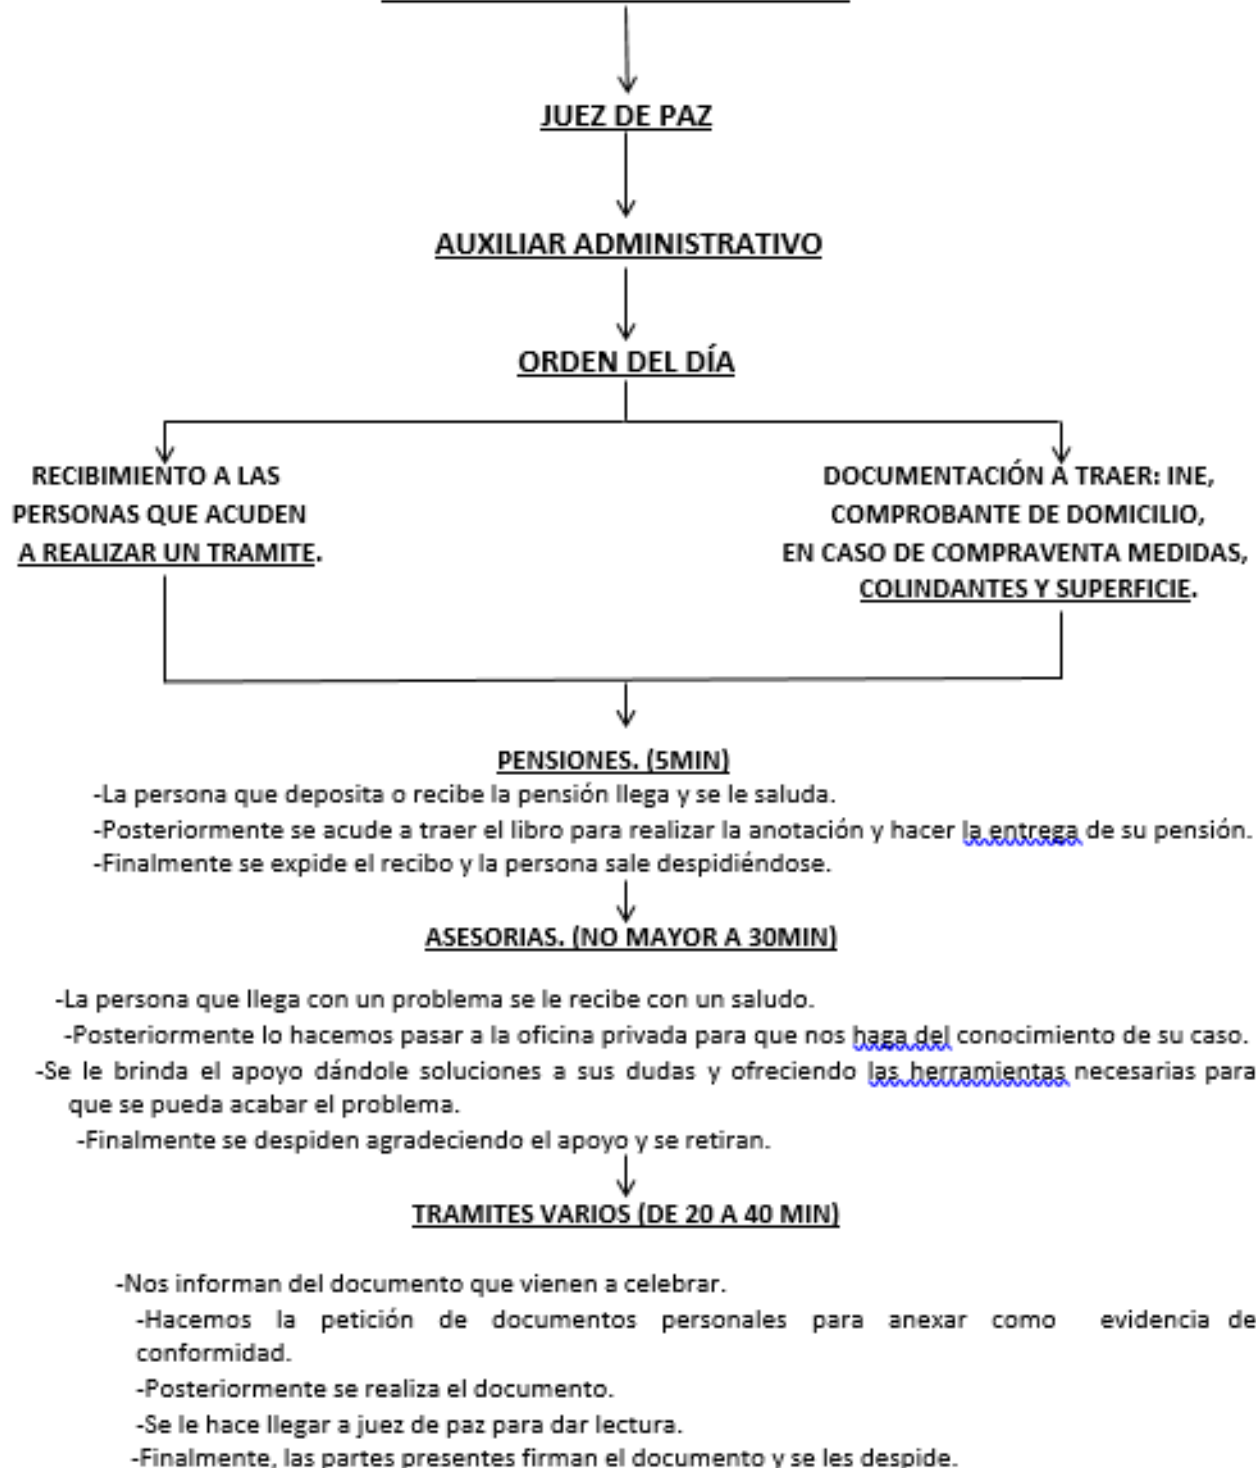 JUEZ DE PAZ
AUXILIAR ADMINISTRATIVO
ORDEN DEL DÍA
RECIBIMIENTO A LAS
PERSONAS QUE ACUDEN
A REALIZAR UN TRAMITE.
DOCUMENTACIÓN A TRAER: INE,
COMPROBANTE DE DOMICILIO,
EN CASO DE COMPRAVENTA MEDIDAS,
COLINDANTES Y SUPERFICIE.
PENSIONES. (5MIN)
-La persona que deposita o recibe la pensión llega y se le saluda.
-Posteriormente se acude a traer el libro para realizar la anotación y hacer la entrega de su pensión.
-Finalmente se expide el recibo y la persona sale despidiéndose.
ASESORIAS. (NO MAYOR A 30MIN)
-La persona que llega con un problema se le recibe con un saludo.
-Posteriormente lo hacemos pasar a la oficina privada para que nos haga del conocimiento de su caso.
-Se le brinda el apoyo dándole soluciones a sus dudas y ofreciendo las herramientas necesarias para
que se pueda acabar el problema.
-Finalmente se despiden agradeciendo el apoyo y se retiran.
TRAMITES VARIOS (DE 20 A 40 MIN)
-Nos informan del documento que vienen a celebrar.
-Hacemos la petición de documentos personales para anexar como evidencia de
conformidad.
-Posteriormente se realiza el documento.
-Se le hace llegar a juez de paz para dar lectura.
-Finalmente, las partes presentes firman el documento y se les despide.